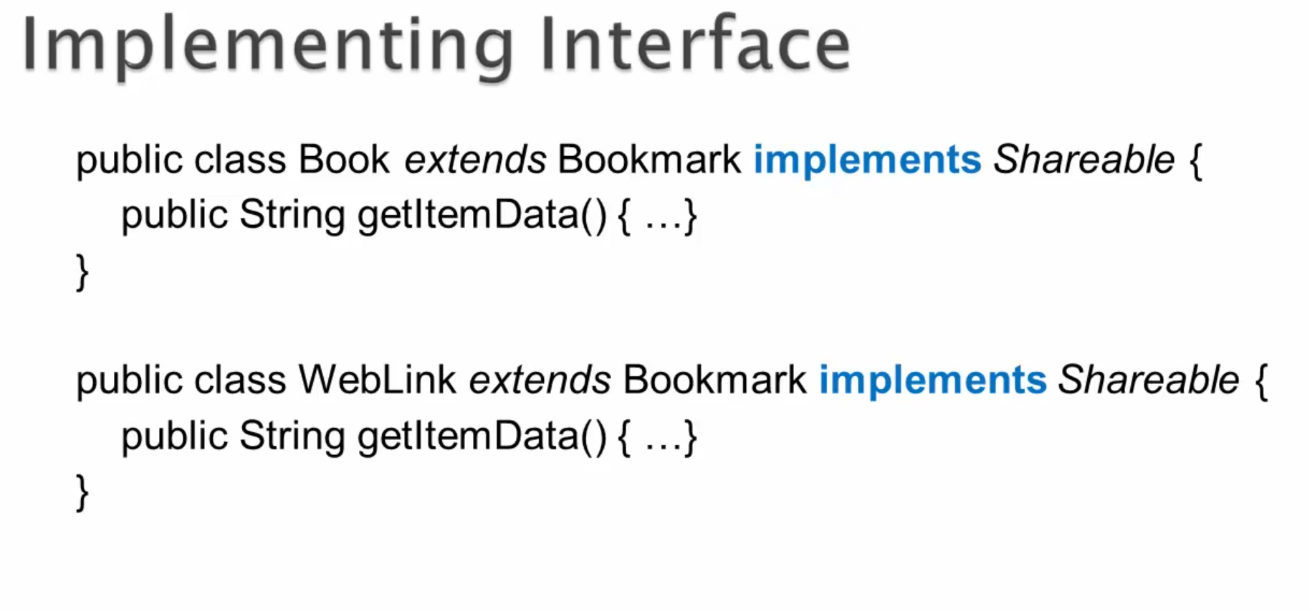 Implementing Interface
public class Book extends Bookmark implements Shareable {
public String getItemData() { …}
}
public class WebLink extends Bookmark implements Shareable {
public String getItemData() { …}
}